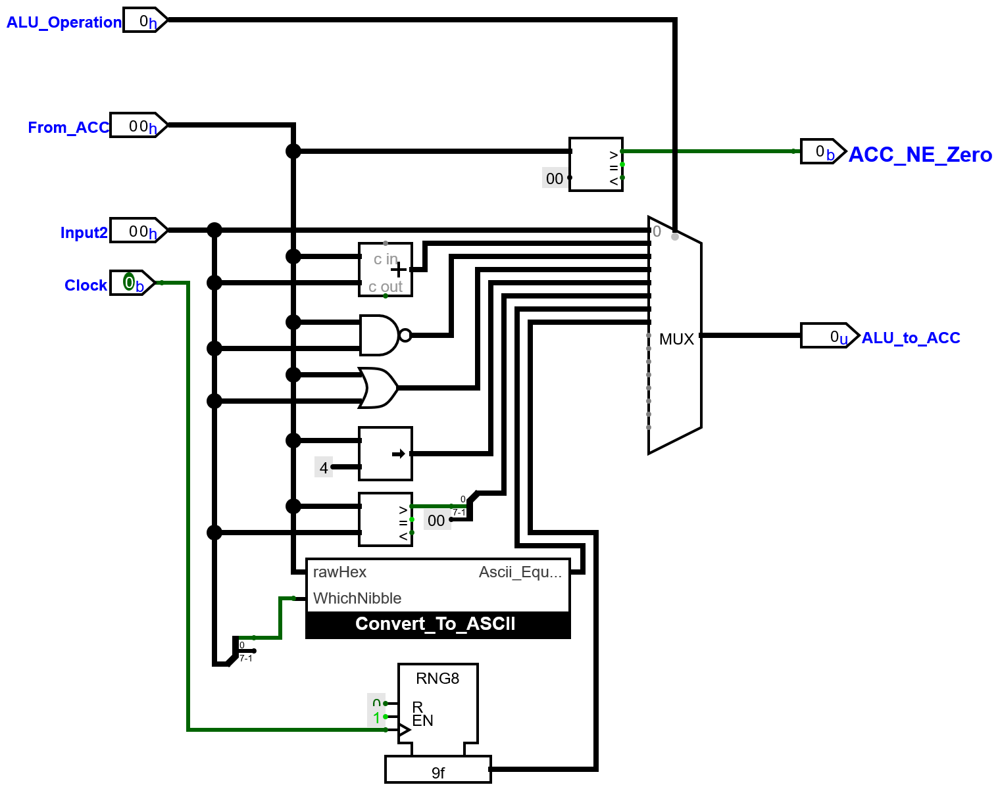 ALU_Operation 0h
From_ACC 00h
>
=
<
00
0b ACC_NE_Zero
Input2 00h
0
c in
+
c out
Clock 0b
MUX
0u ALU_to_ACC
4
>
=
<
0
7-1
00
rawHex Ascii_Equ...
WhichNibble
Convert_To_ASCII
0
7-1
RNG8
0 R
1 EN
9f